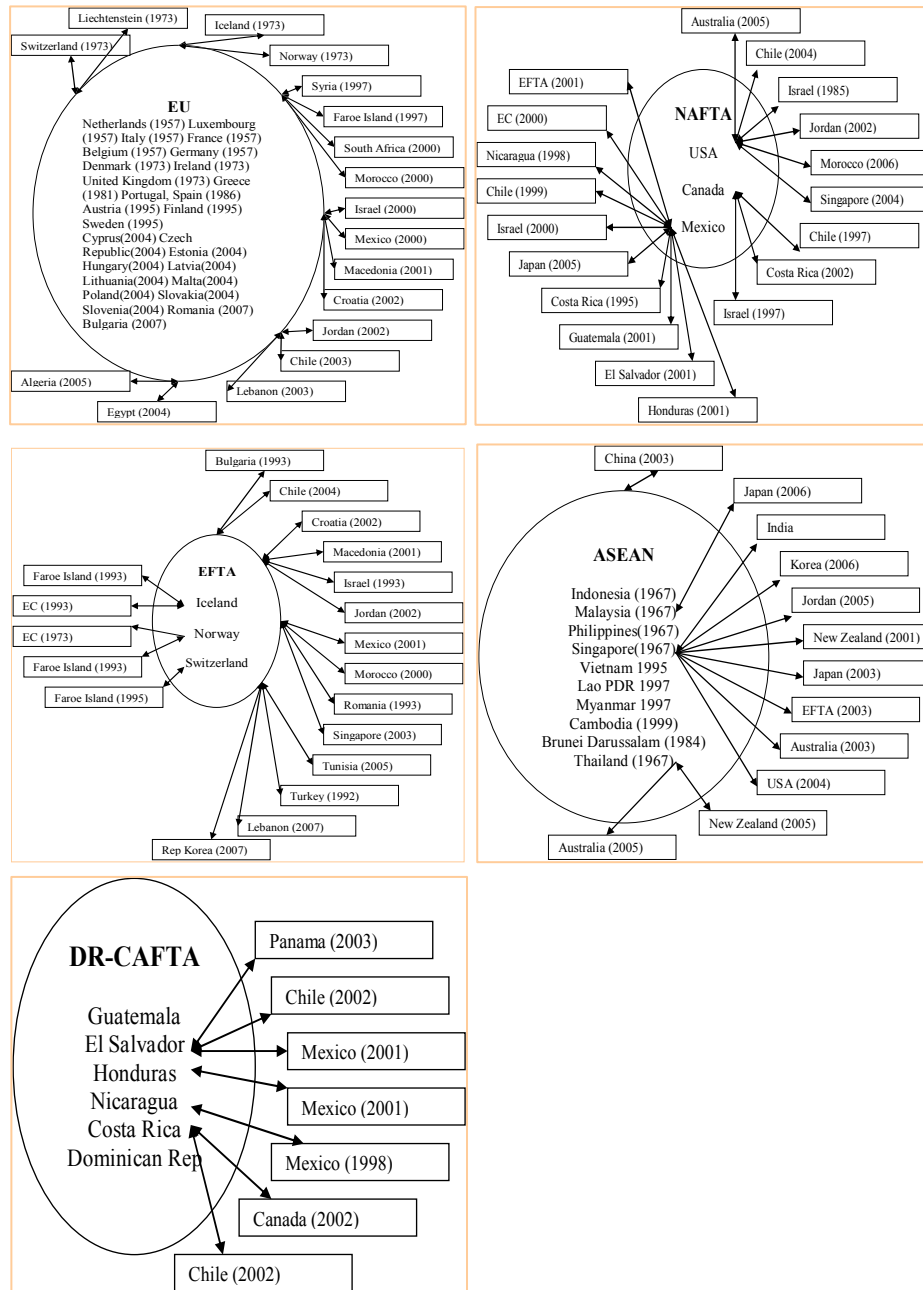 Liechtenstein (1973)
Iceland (1973)
Switzerland (1973)
Norway (1973)
Syria (1997)
EU
Faroe Island (1997)
Netherlands (1957) Luxembourg
(1957) Italy (1957) France (1957)
Belgium (1957) Germany (1957)
Denmark (1973) Ireland (1973)
United Kingdom (1973) Greece
(1981) Portugal, Spain (1986)
Austria (1995) Finland (1995)
Sweden (1995)
Cyprus(2004) Czech
Republic(2004) Estonia (2004)
Hungary(2004) Latvia(2004)
Lithuania(2004) Malta(2004)
Poland(2004) Slovakia(2004)
Slovenia(2004) Romania (2007)
Bulgaria (2007)
South Africa (2000)
Morocco (2000)
Israel (2000)
Mexico (2000)
Macedonia (2001)
Croatia (2002)
Jordan (2002)
Chile (2003)
Lebanon (2003)
Algeria (2005)
Egypt (2004)
Australia (2005)
Chile (2004)
EFTA (2001)
Israel (1985)
EC (2000)
NAFTA
Jordan (2002)
USA
Nicaragua (1998)
Morocco (2006)
Chile (1999)
Canada
Singapore (2004)
Israel (2000)
Mexico
Chile (1997)
Japan (2005)
Costa Rica (2002)
Costa Rica (1995)
Israel (1997)
Guatemala (2001)
El Salvador (2001)
Honduras (2001)
Bulgaria (1993)
Chile (2004)
Croatia (2002)
Macedonia (2001)
EFTA
Faroe Island (1993)
Israel (1993)
EC (1993)
Iceland
Jordan (2002)
EC (1973)
Norway
Mexico (2001)
Faroe Island (1993)
Switzerland
Morocco (2000)
Faroe Island (1995)
Romania (1993)
Singapore (2003)
Tunisia (2005)
Turkey (1992)
Lebanon (2007)
Rep Korea (2007)
China (2003)
Japan (2006)
India
ASEAN
Korea (2006)
Indonesia (1967)
Malaysia (1967)
Philippines(1967)
Singapore(1967)
Vietnam 1995
Lao PDR 1997
Myanmar 1997
Cambodia (1999)
Brunei Darussalam (1984)
Thailand (1967)
Jordan (2005)
New Zealand (2001)
Japan (2003)
EFTA (2003)
Australia (2003)
USA (2004)
New Zealand (2005)
Australia (2005)
DR-CAFTA
Panama (2003)
Chile (2002)
Guatemala
El Salvador
Honduras
Nicaragua
Costa Rica
Dominican Rep
Mexico (2001)
Mexico (2001)
Mexico (1998)
Canada (2002)
Chile (2002)